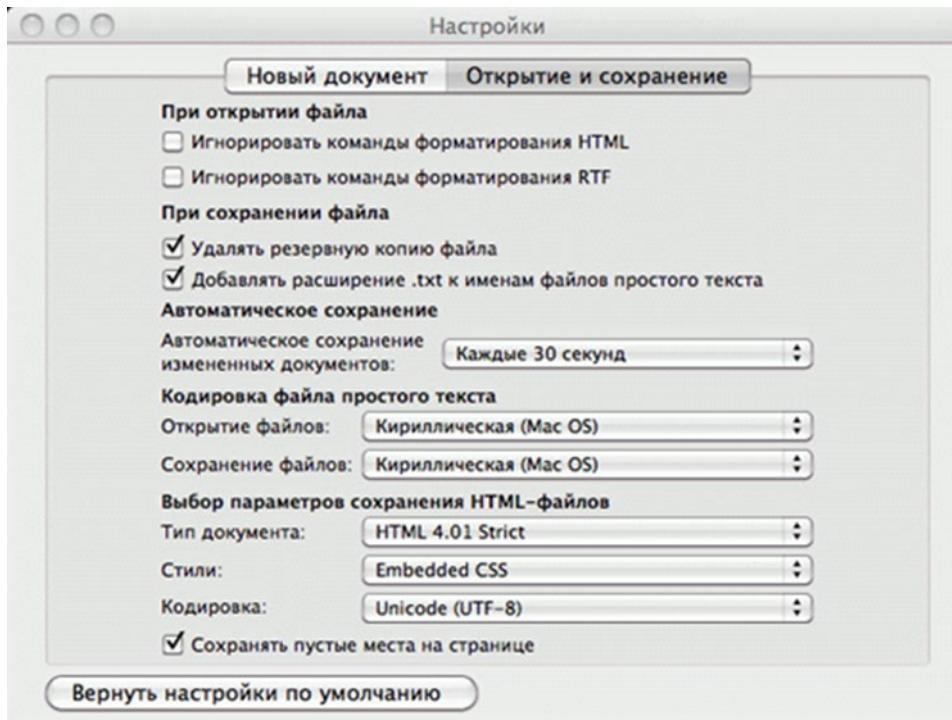 Настройки
Новый документ Открытие и сохранение
При открытии файла
Игнорировать команды форматирования HTML
Игнорировать команды форматирования RTF
При сохранении файла
Удалять резервную копию файла
Добавлять расширение .txt к именам файлов простого текста
Автоматическое сохранение
Автоматическое сохранение
измененных документов: Каждые 30 секунд
Кодировка файла простого текста
Открытие файлов: Кириллическая (Mac OS)
Сохранение файлов: Кириллическая (Mac OS)
Выбор параметров сохранения HTML-файлов
Тип документа: HTML 4.01 Strict
Стили: Embedded CSS
Кодировка: Unicode (UTF-8)
Сохранять пустые места на странице
Вернуть настройки по умолчанию